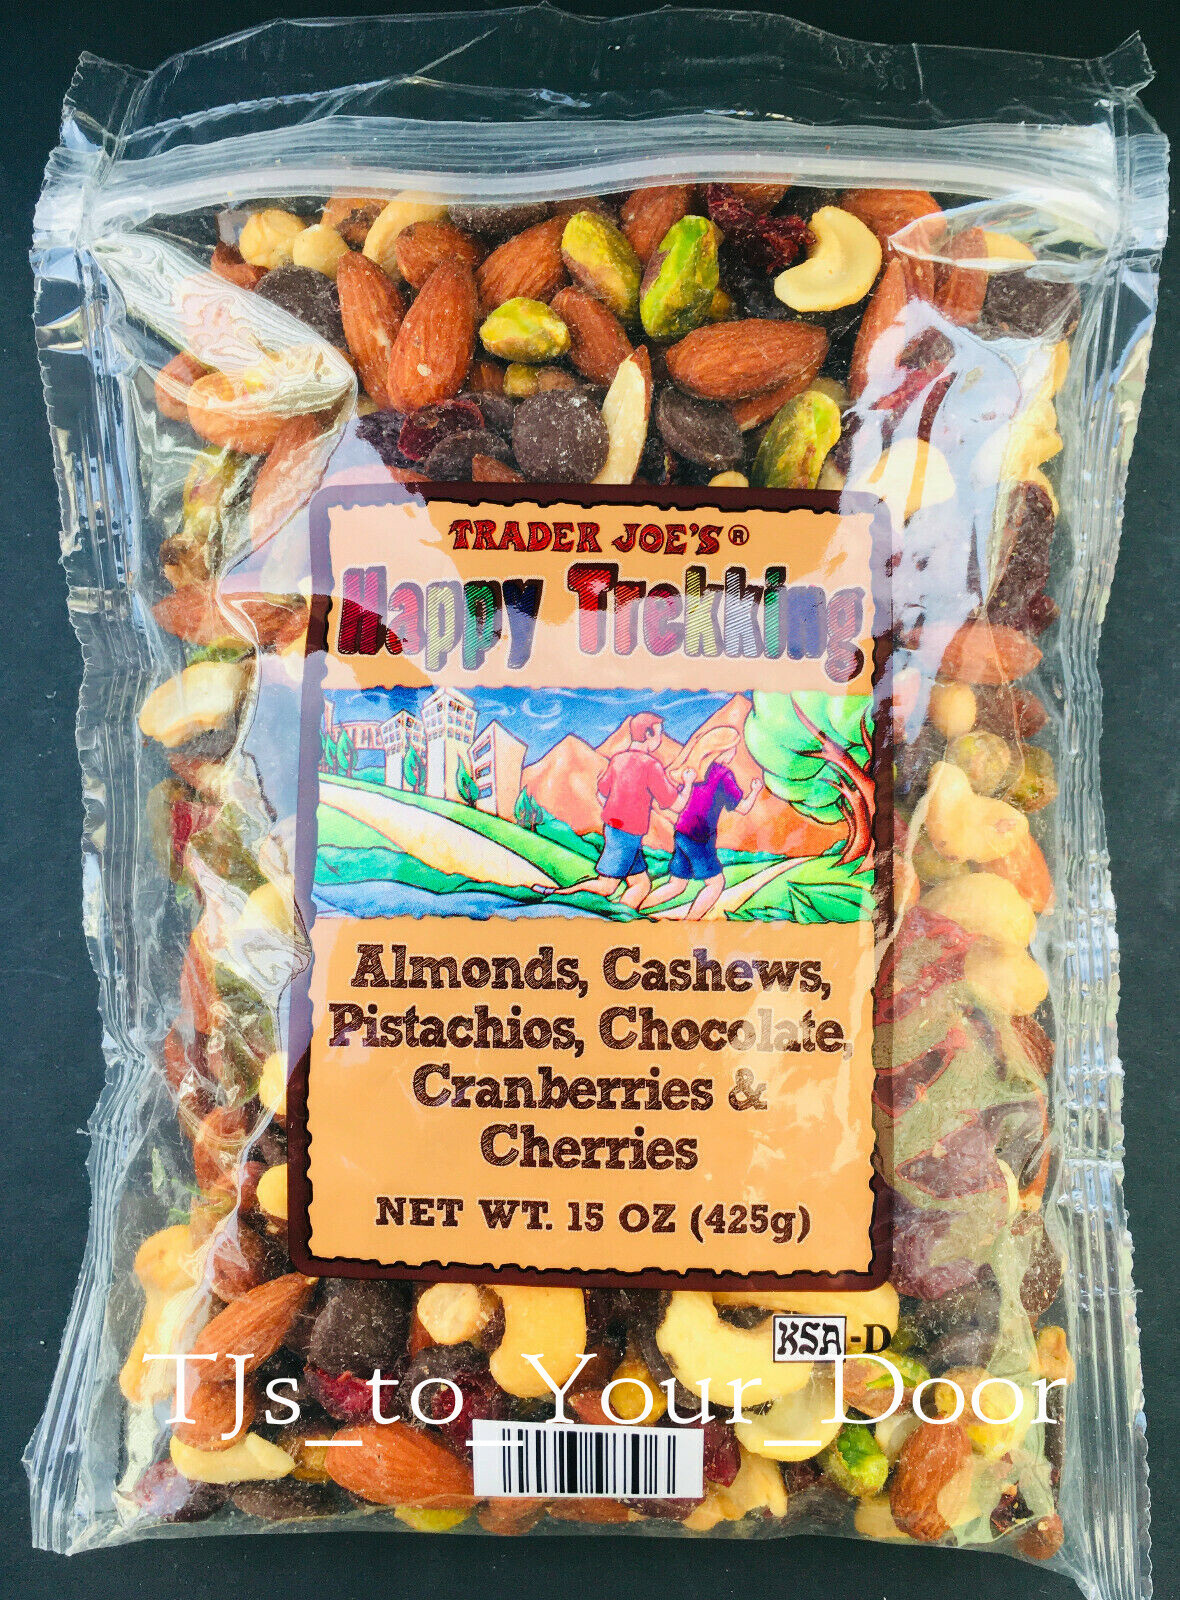 TRADER JOE'S®
Happy Trekking
Almonds, Cashews,
Pistachios, Chocolate,
Cranberries &
Cherries
NET WT. 15 OZ (425g)
KSA-D
TJs_to_Your_Door